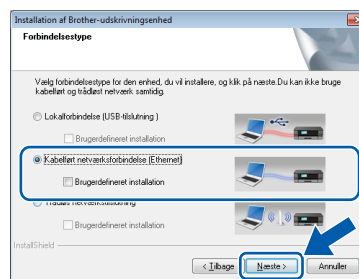 Installation af Brother-udskrivningsenhed
Forbindelsestype
Vælg forbindelsestype for den enhed, du vil installere, og klik på næste.Du kan ikke bruge
kabelført og trådløst netværk samtidig.
Lokalforbindelse (USB-tilslutning )
Brugerdefineret installation
Kabelført netværksforbindelse (Ethernet)
Brugerdefineret installation
Trådløs netværkstilslutning
Brugerdefineret installation
InstallShield
< Tilbage
Næste >
Annuller